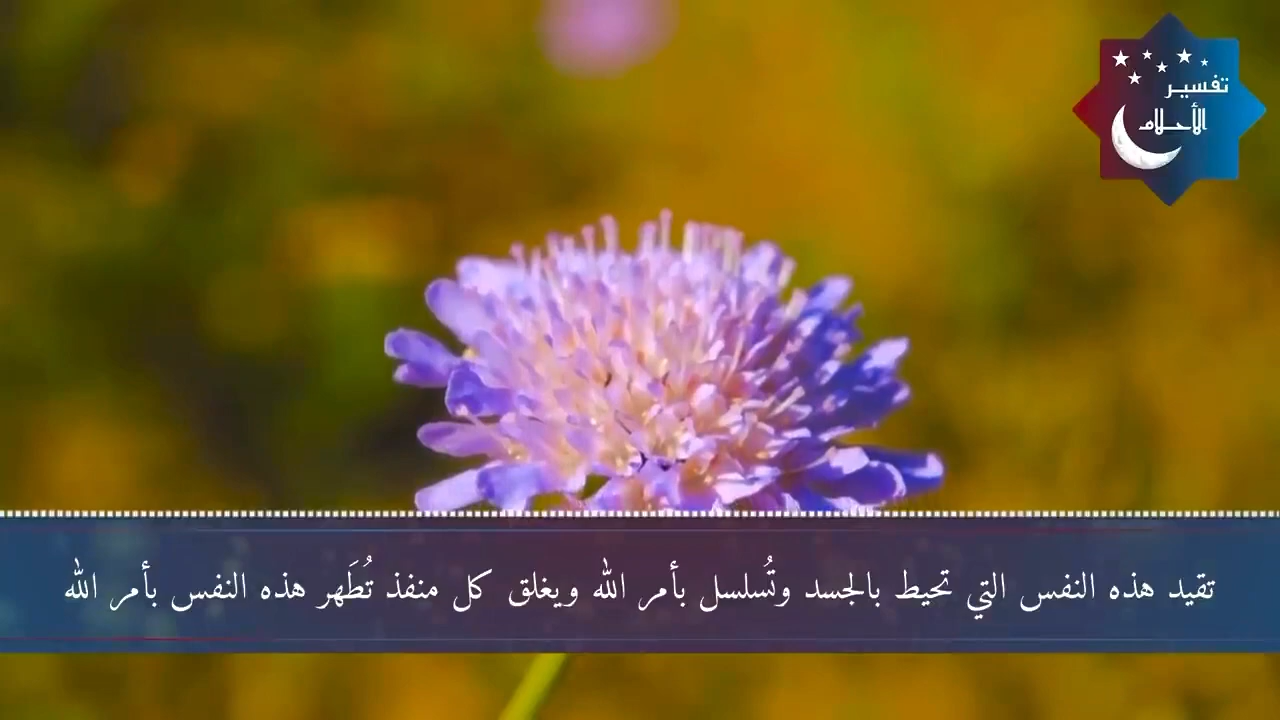 تفسير
الأحلام
تقيد هذه النفس التي تحيط بالجسد وتُسلسل بأمر الله ويغلق كل منفذ تُطَهر هذه النفس بأمر الله